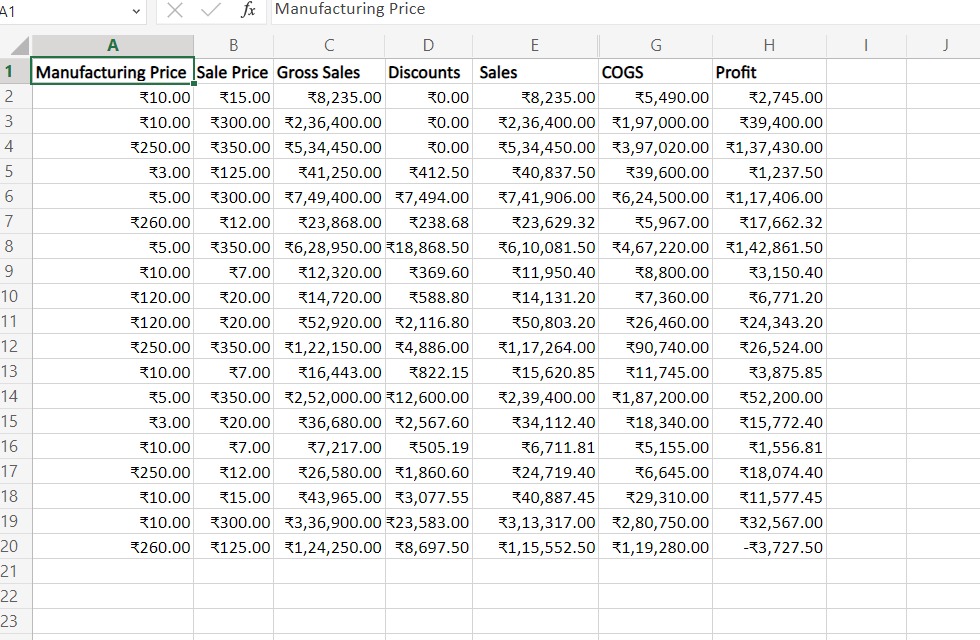 A1 fx Manufacturing Price
A B C D E G H I J
1 Manufacturing Price Sale Price Gross Sales Discounts Sales COGS Profit
2 ₹10.00 ₹15.00 ₹8,235.00 ₹0.00 ₹8,235.00 ₹5,490.00 ₹2,745.00
3 ₹10.00 ₹300.00 ₹2,36,400.00 ₹0.00 ₹2,36,400.00 ₹1,97,000.00 ₹39,400.00
4 ₹250.00 ₹350.00 ₹5,34,450.00 ₹0.00 ₹5,34,450.00 ₹3,97,020.00 ₹1,37,430.00
5 ₹3.00 ₹125.00 ₹41,250.00 ₹412.50 ₹40,837.50 ₹39,600.00 ₹1,237.50
6 ₹5.00 ₹300.00 ₹7,49,400.00 ₹7,494.00 ₹7,41,906.00 ₹6,24,500.00 ₹1,17,406.00
7 ₹260.00 ₹12.00 ₹23,868.00 ₹238.68 ₹23,629.32 ₹5,967.00 ₹17,662.32
8 ₹5.00 ₹350.00 ₹6,28,950.00 ₹18,868.50 ₹6,10,081.50 ₹4,67,220.00 ₹1,42,861.50
9 ₹10.00 ₹7.00 ₹12,320.00 ₹369.60 ₹11,950.40 ₹8,800.00 ₹3,150.40
10 ₹120.00 ₹20.00 ₹14,720.00 ₹588.80 ₹14,131.20 ₹7,360.00 ₹6,771.20
11 ₹120.00 ₹20.00 ₹52,920.00 ₹2,116.80 ₹50,803.20 ₹26,460.00 ₹24,343.20
12 ₹250.00 ₹350.00 ₹1,22,150.00 ₹4,886.00 ₹1,17,264.00 ₹90,740.00 ₹26,524.00
13 ₹10.00 ₹7.00 ₹16,443.00 ₹822.15 ₹15,620.85 ₹11,745.00 ₹3,875.85
14 ₹5.00 ₹350.00 ₹2,52,000.00 ₹12,600.00 ₹2,39,400.00 ₹1,87,200.00 ₹52,200.00
15 ₹3.00 ₹20.00 ₹36,680.00 ₹2,567.60 ₹34,112.40 ₹18,340.00 ₹15,772.40
16 ₹10.00 ₹7.00 ₹7,217.00 ₹505.19 ₹6,711.81 ₹5,155.00 ₹1,556.81
17 ₹250.00 ₹12.00 ₹26,580.00 ₹1,860.60 ₹24,719.40 ₹6,645.00 ₹18,074.40
18 ₹10.00 ₹15.00 ₹43,965.00 ₹3,077.55 ₹40,887.45 ₹29,310.00 ₹11,577.45
19 ₹10.00 ₹300.00 ₹3,36,900.00 ₹23,583.00 ₹3,13,317.00 ₹2,80,750.00 ₹32,567.00
20 ₹260.00 ₹125.00 ₹1,24,250.00 ₹8,697.50 ₹1,15,552.50 ₹1,19,280.00 -₹3,727.50
21
22
23